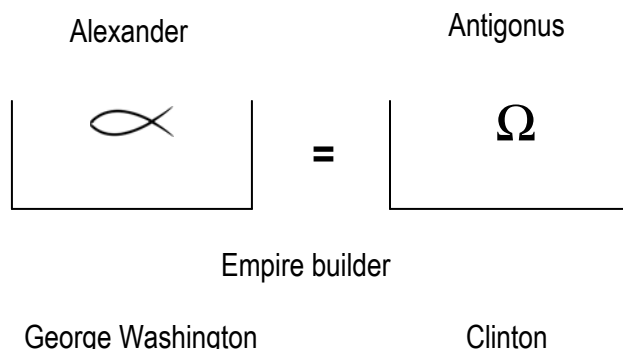 Alexander Antigonus
Ω
=
Empire builder
George Washington Clinton